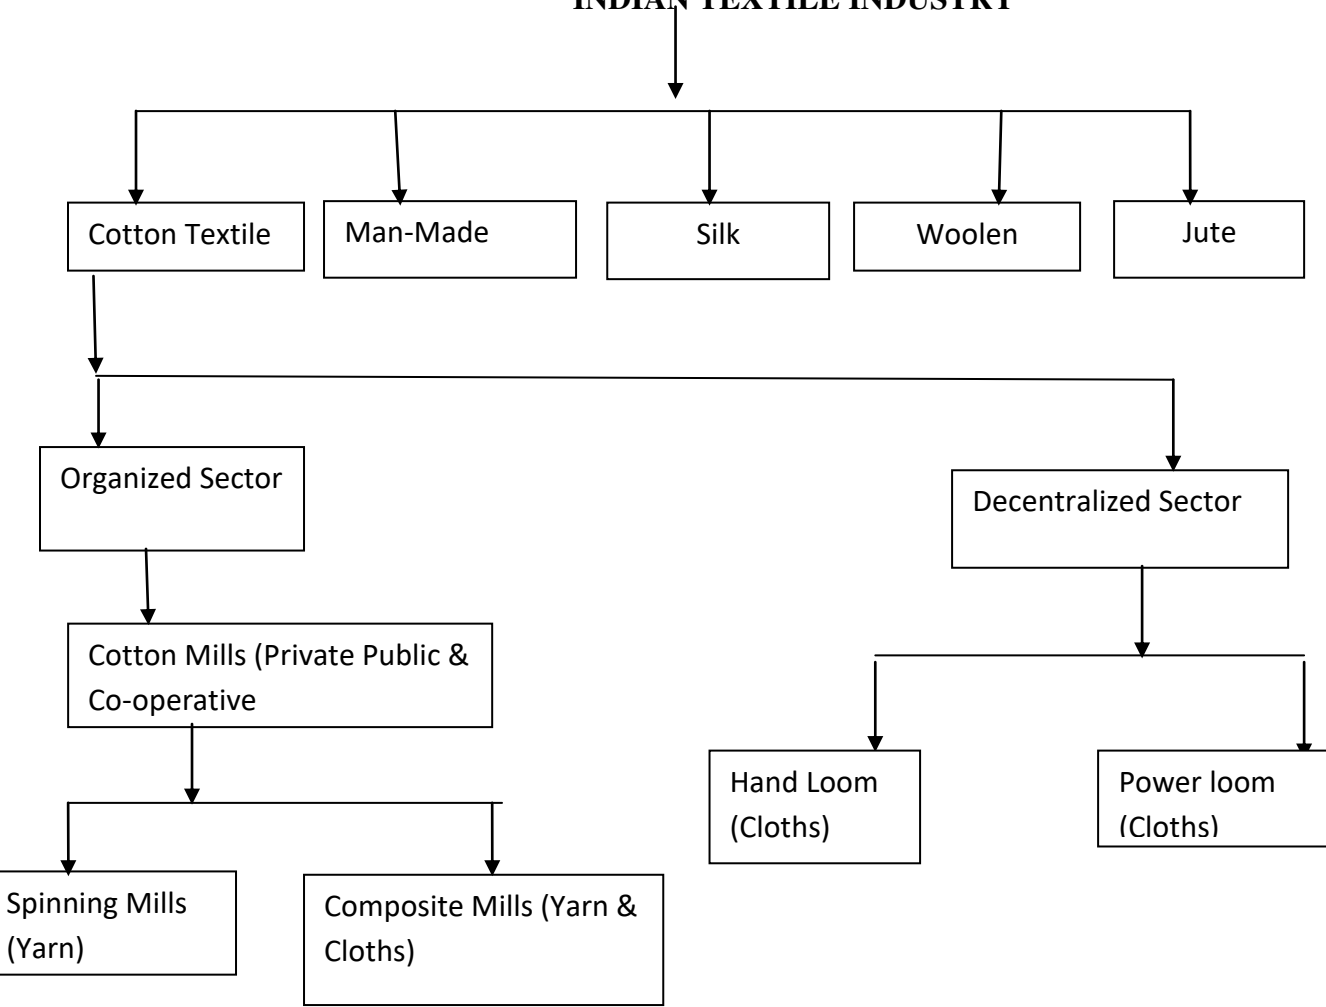 INDIAN TEXTILE INDUSTRY
Cotton Textile
Man-Made
Silk
Woolen
Jute
Organized Sector
Decentralized Sector
Cotton Mills (Private Public &
Co-operative
Hand Loom
(Cloths)
Power loom
(Cloths)
Spinning Mills
(Yarn)
Composite Mills (Yarn &
Cloths)